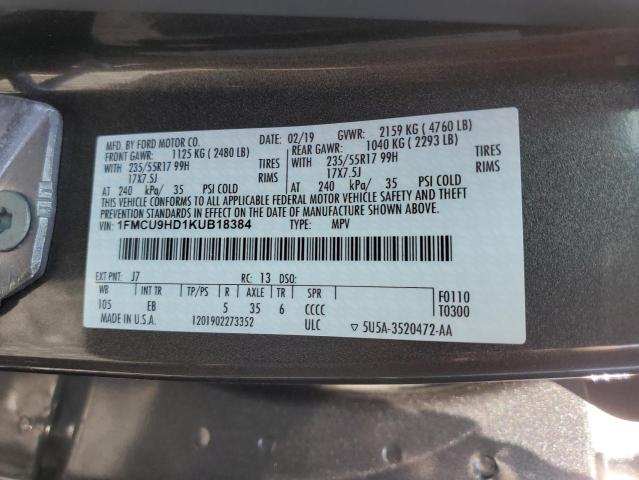 MFD. BY FORD MOTOR CO.
DATE: 02/19 GVWR: 2159 KG ( 4760 LB)
FRONT GAWR: 1125 KG ( 2480 LB) REAR GAWR: 1040 KG ( 2293 LB)
WITH 235/55R17 99H TIRES WITH 235/55R17 99H TIRES
17X7.5J RIMS 17X7.5J RIMS
AT 240 kPa/ 35 PSI COLD AT 240 kPa/ 35 PSI COLD
THIS VEHICLE CONFORMS TO ALL APPLICABLE FEDERAL MOTOR VEHICLE SAFETY AND THEFT PREVENTION STANDARDS IN EFFECT ON THE DATE OF MANUFACTURE SHOWN ABOVE.
VIN: 1FMCU9HD1KUB18384 TYPE: MPV
EXT PNT: J7 RC: 13 DSO:
WB INT TR TP/PS R AXLE TR SPR F0110
105 EB 5 35 6 CCCC T0300
MADE IN U.S.A. 1201902273352 ULC 5U5A-3520472-AA